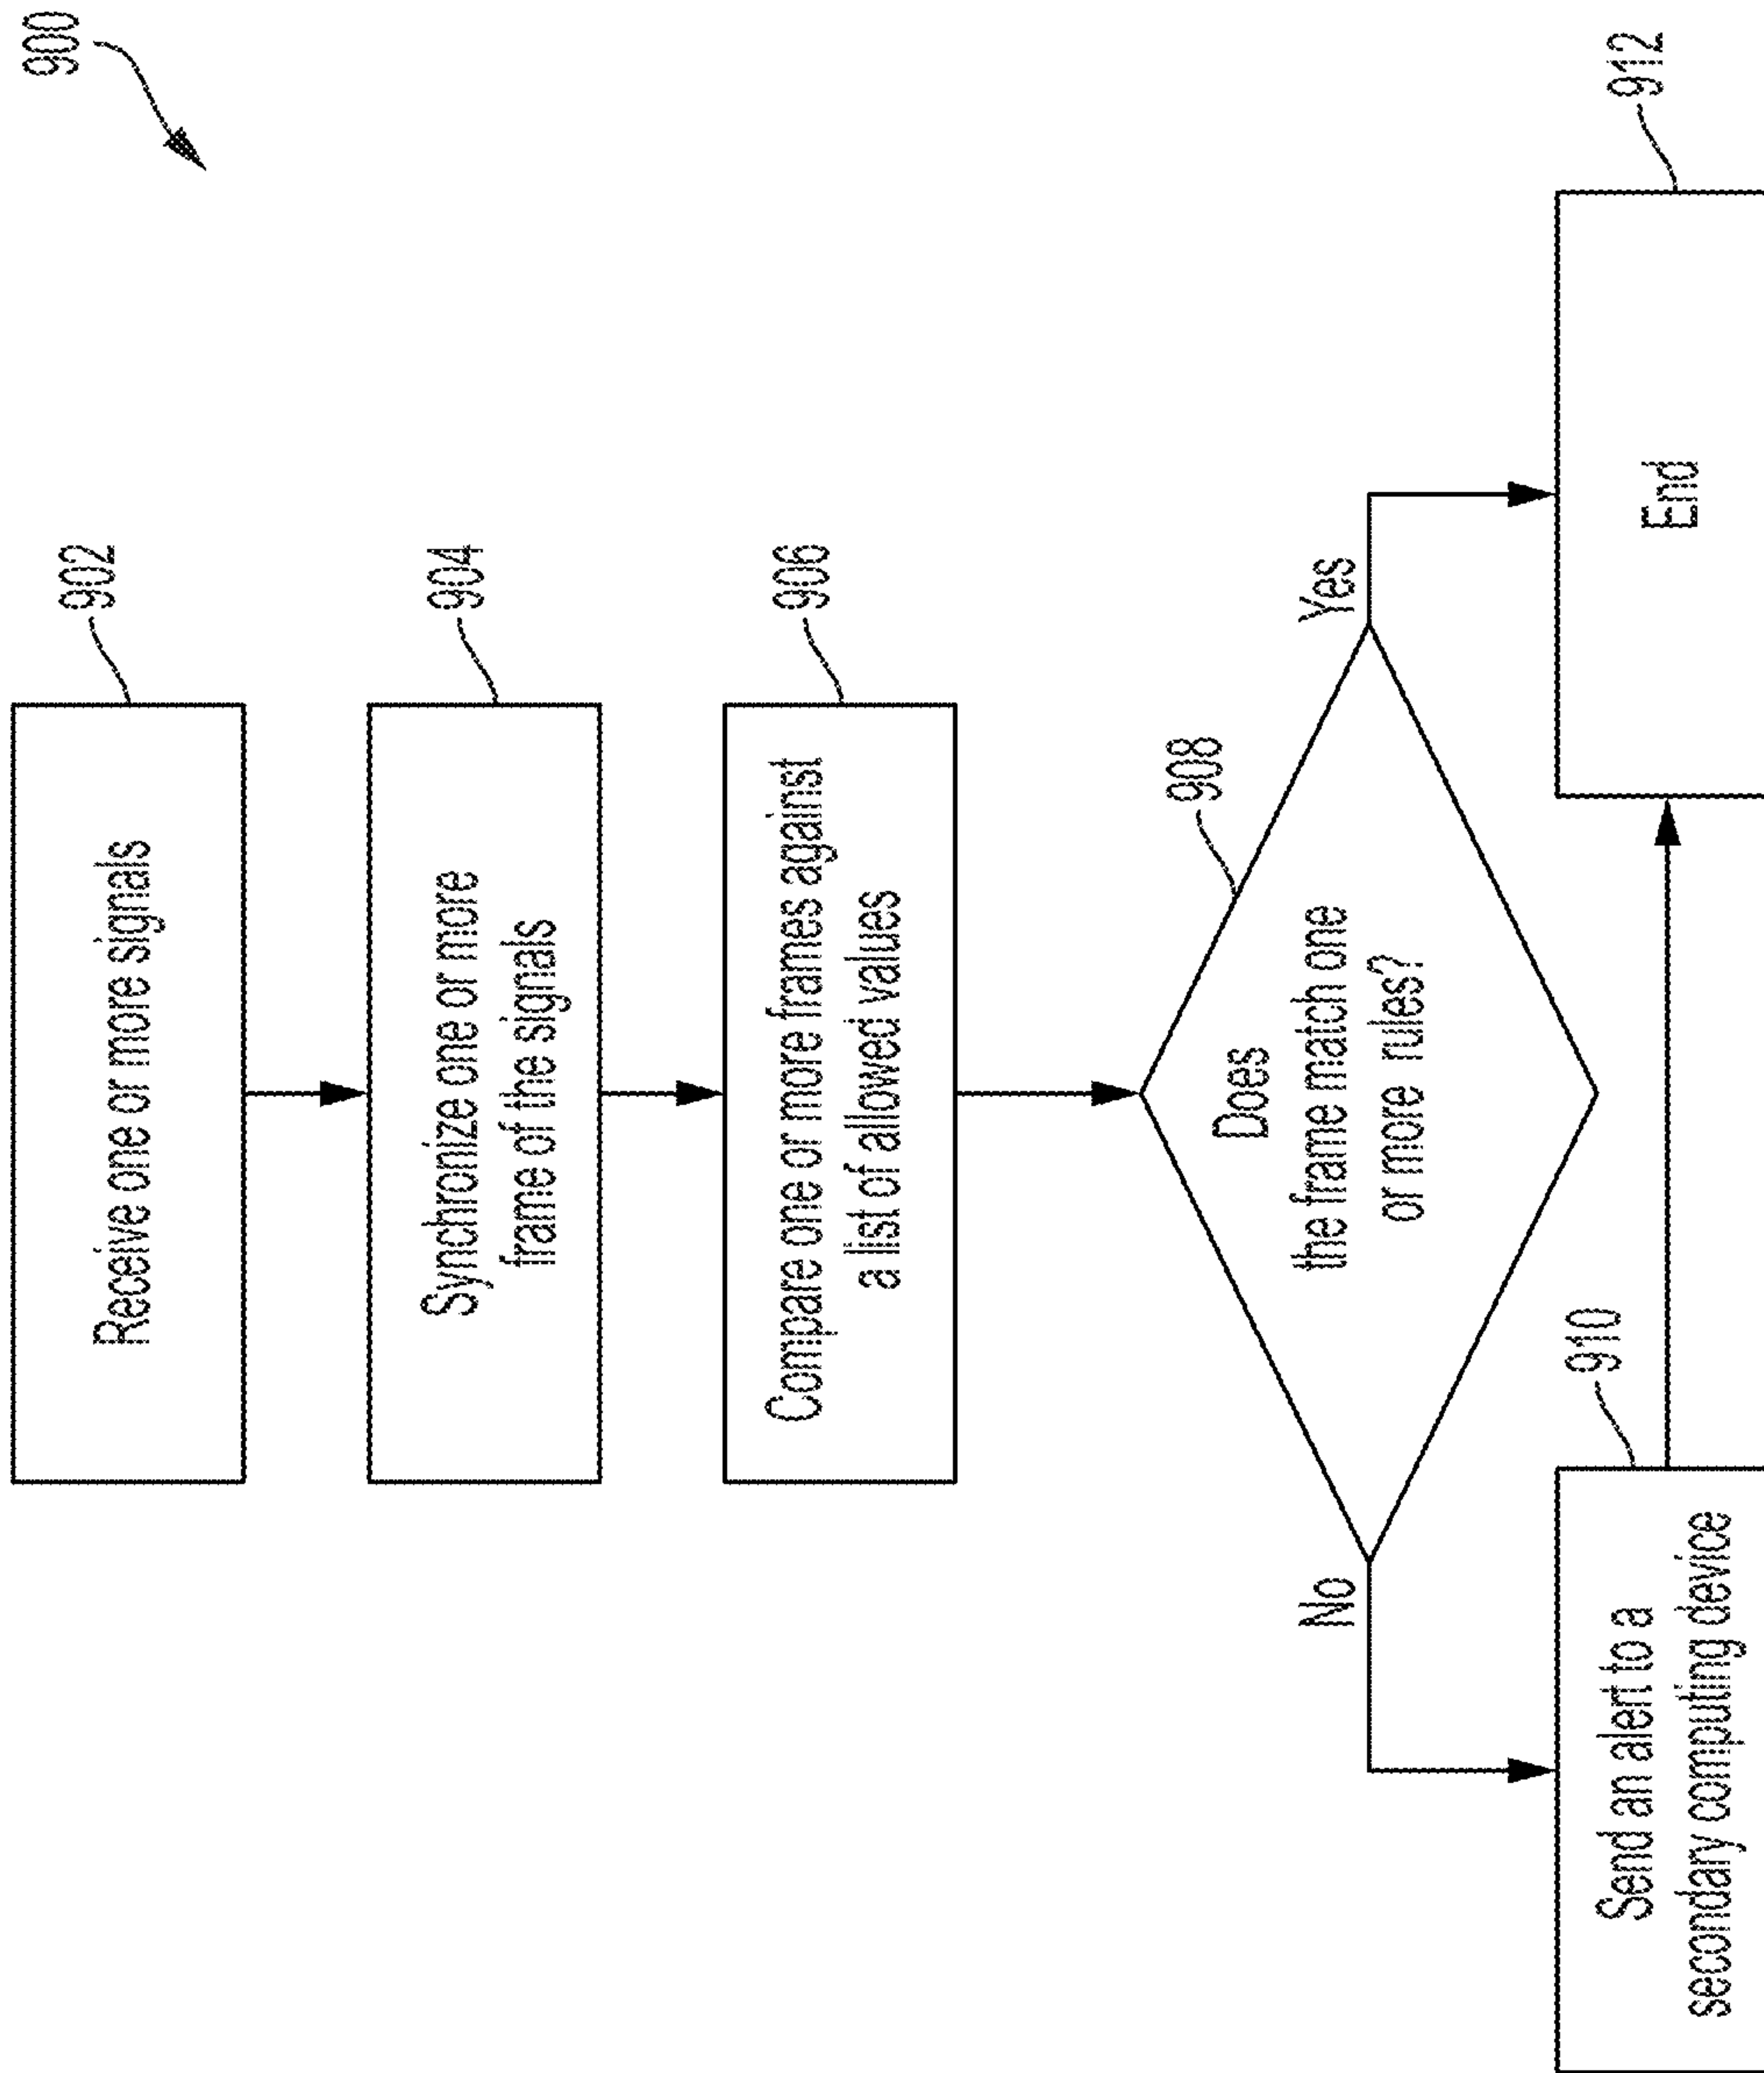 900
Receive one or more signals
902
Synchronize one or more
frame of the signals
904
Compare one or more frames against
a list of allowed values
906
Does
the frame match one
or more rules?
908
No
Yes
Send an alert to a
secondary computing device
910
End
912